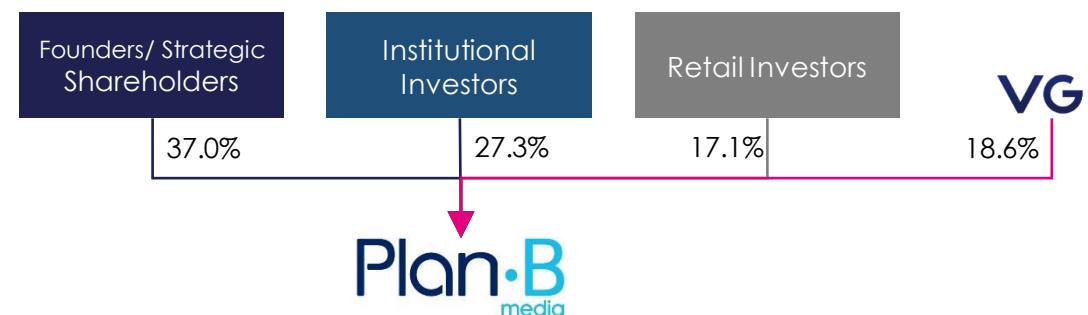 Founders/ Strategic
Shareholders
Institutional
Investors
Retail Investors
VG
37.0%
27.3%
17.1%
18.6%
Plan·B
media